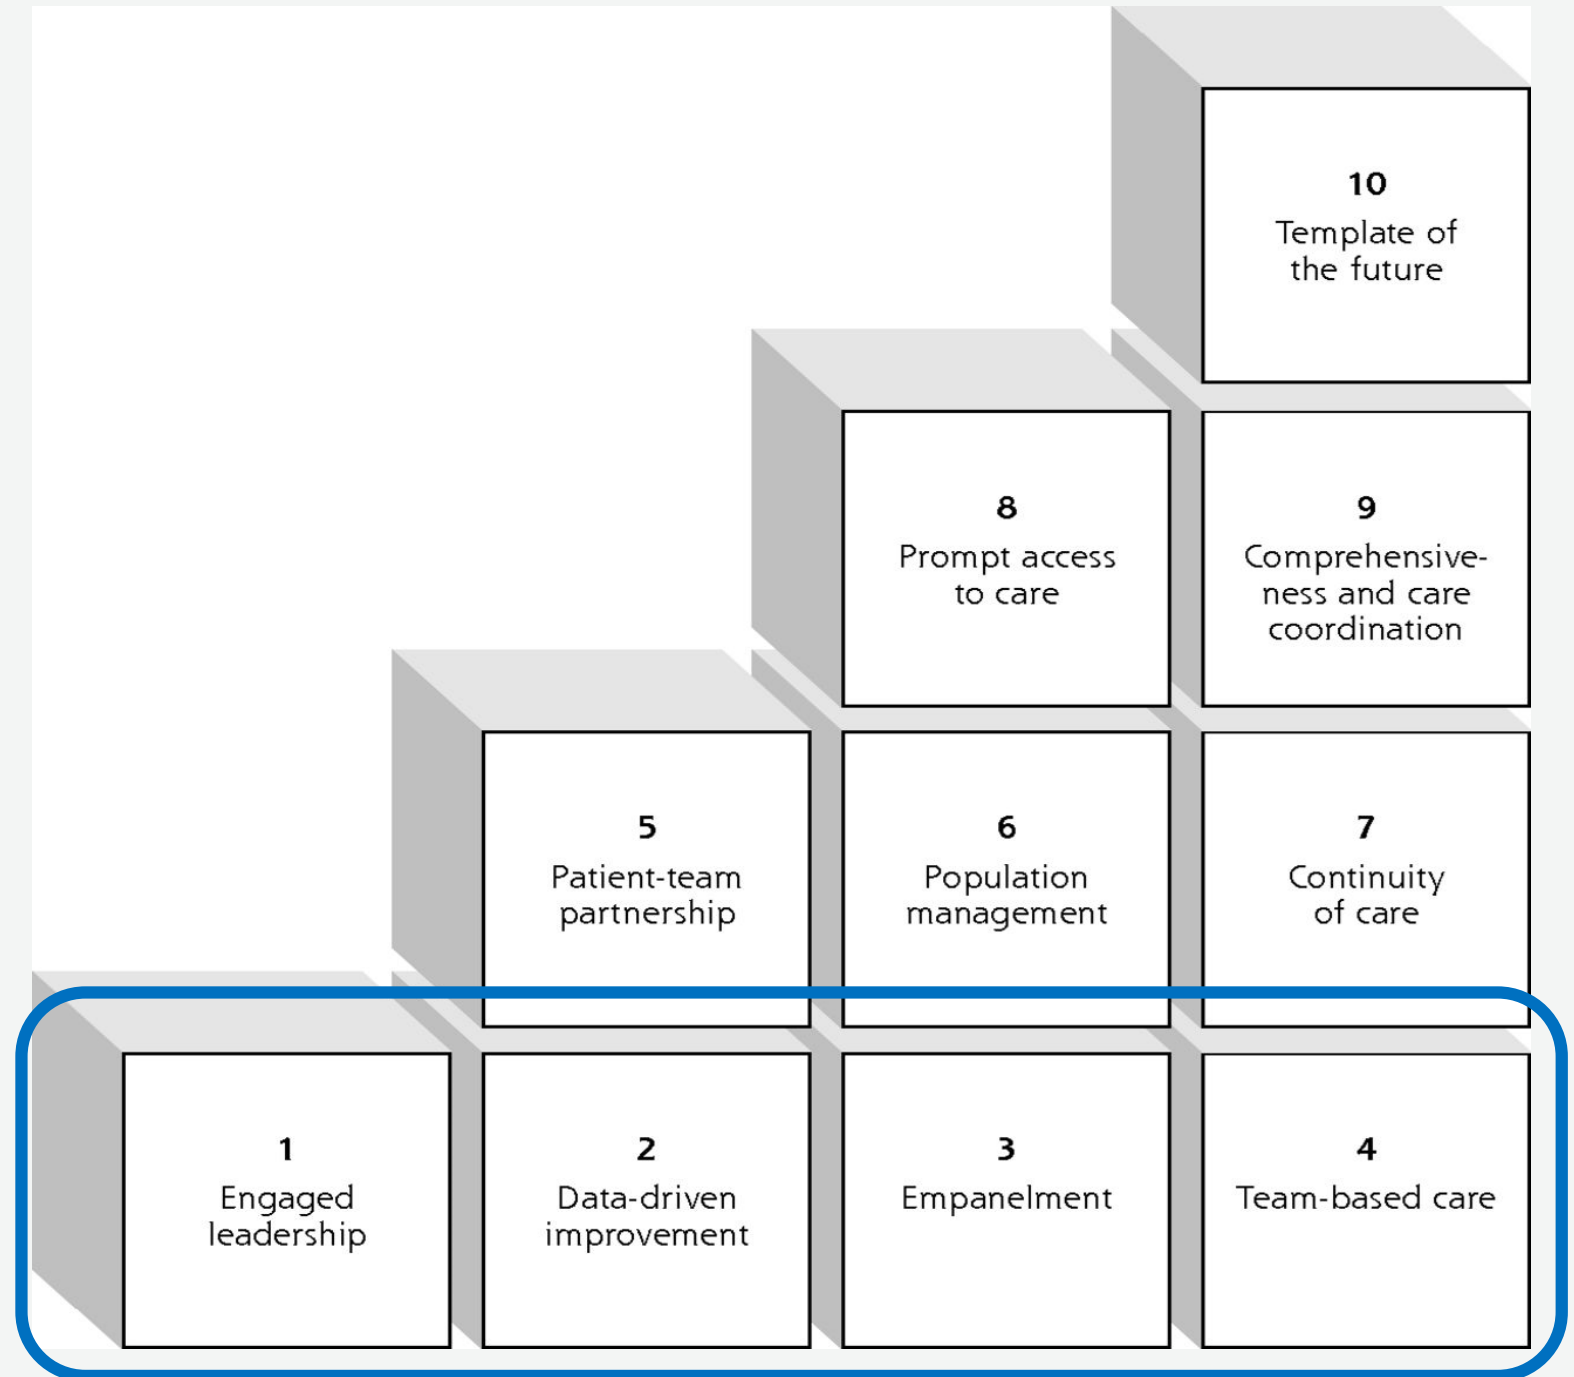 10
Template of
the future
8
Prompt access
to care
9
Comprehensive-
ness and care
coordination
5
Patient-team
partnership
6
Population
management
7
Continuity
of care
1
Engaged
leadership
2
Data-driven
improvement
3
Empanelment
4
Team-based care